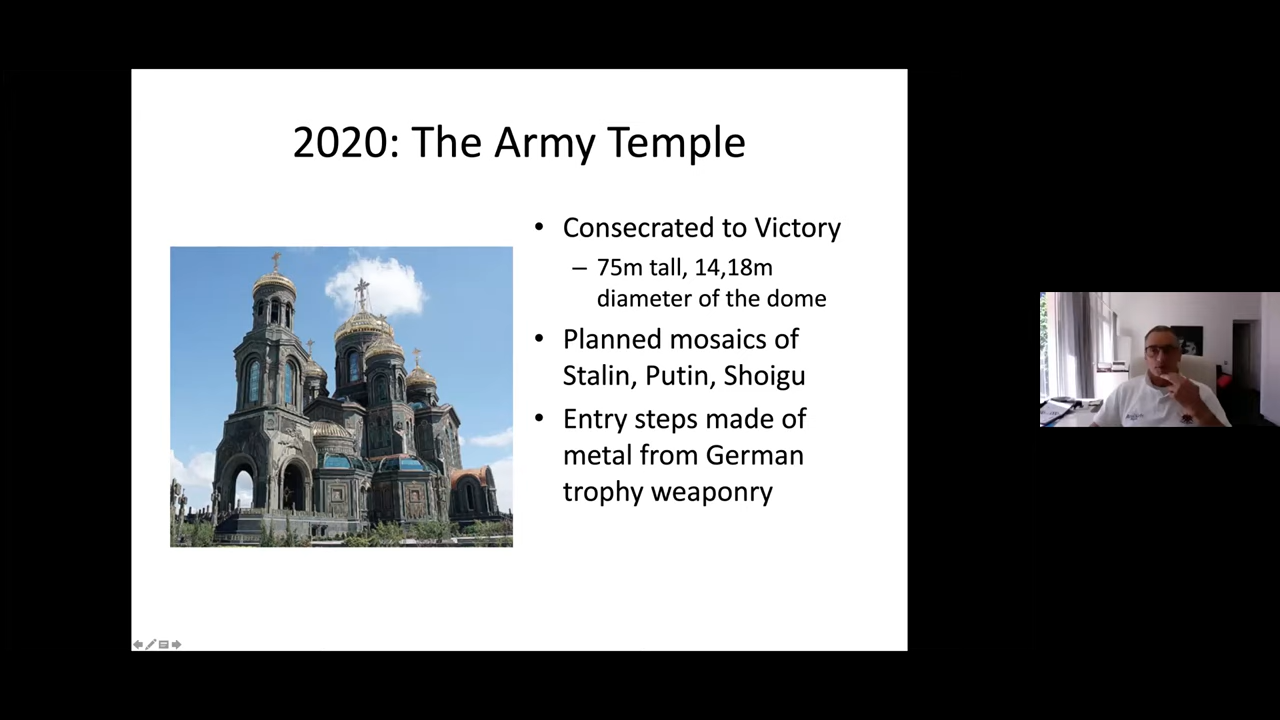 2020: The Army Temple
• Consecrated to Victory
– 75m tall, 14,18m
diameter of the dome
• Planned mosaics of
Stalin, Putin, Shoigu
• Entry steps made of
metal from German
trophy weaponry